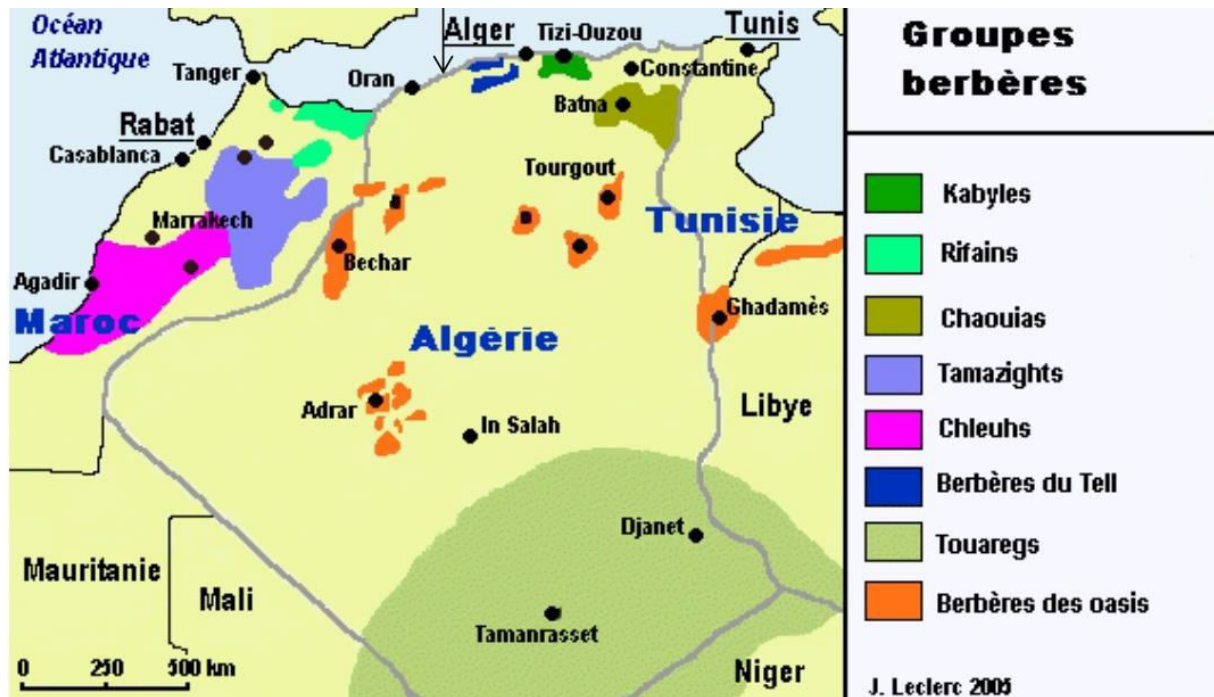 Océan
Atlantique
Tanger
Rabat
Casablanca
Marrakech
Agadir
Maroc
Oran
Alger
Tizi-Ouzou
Tunis
Constantine
Batna
Tourgout
Tunisie
Bechar
Ghadamès
Algérie
Adrar
In Salah
Libye
Djanet
Mauritanie
Mali
Tamanrasset
Niger
0 250 500 km
Groupes
berbères
Kabyles
Rifains
Chaouias
Tamazights
Chleuhs
Berbères du Tell
Touaregs
Berbères des oasis
J. Leclerc 2005